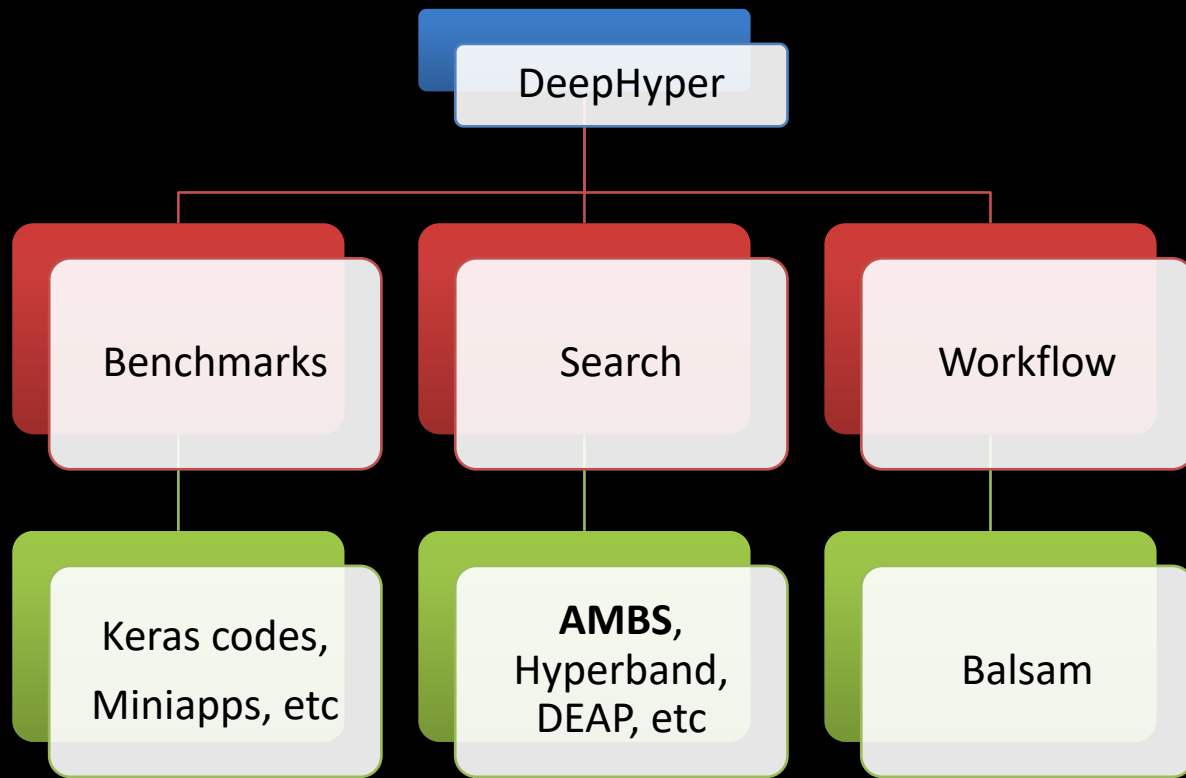 DeepHyper
Benchmarks
Search
Workflow
Keras codes,
Miniapps, etc
AMBS,
Hyperband,
DEAP, etc
Balsam